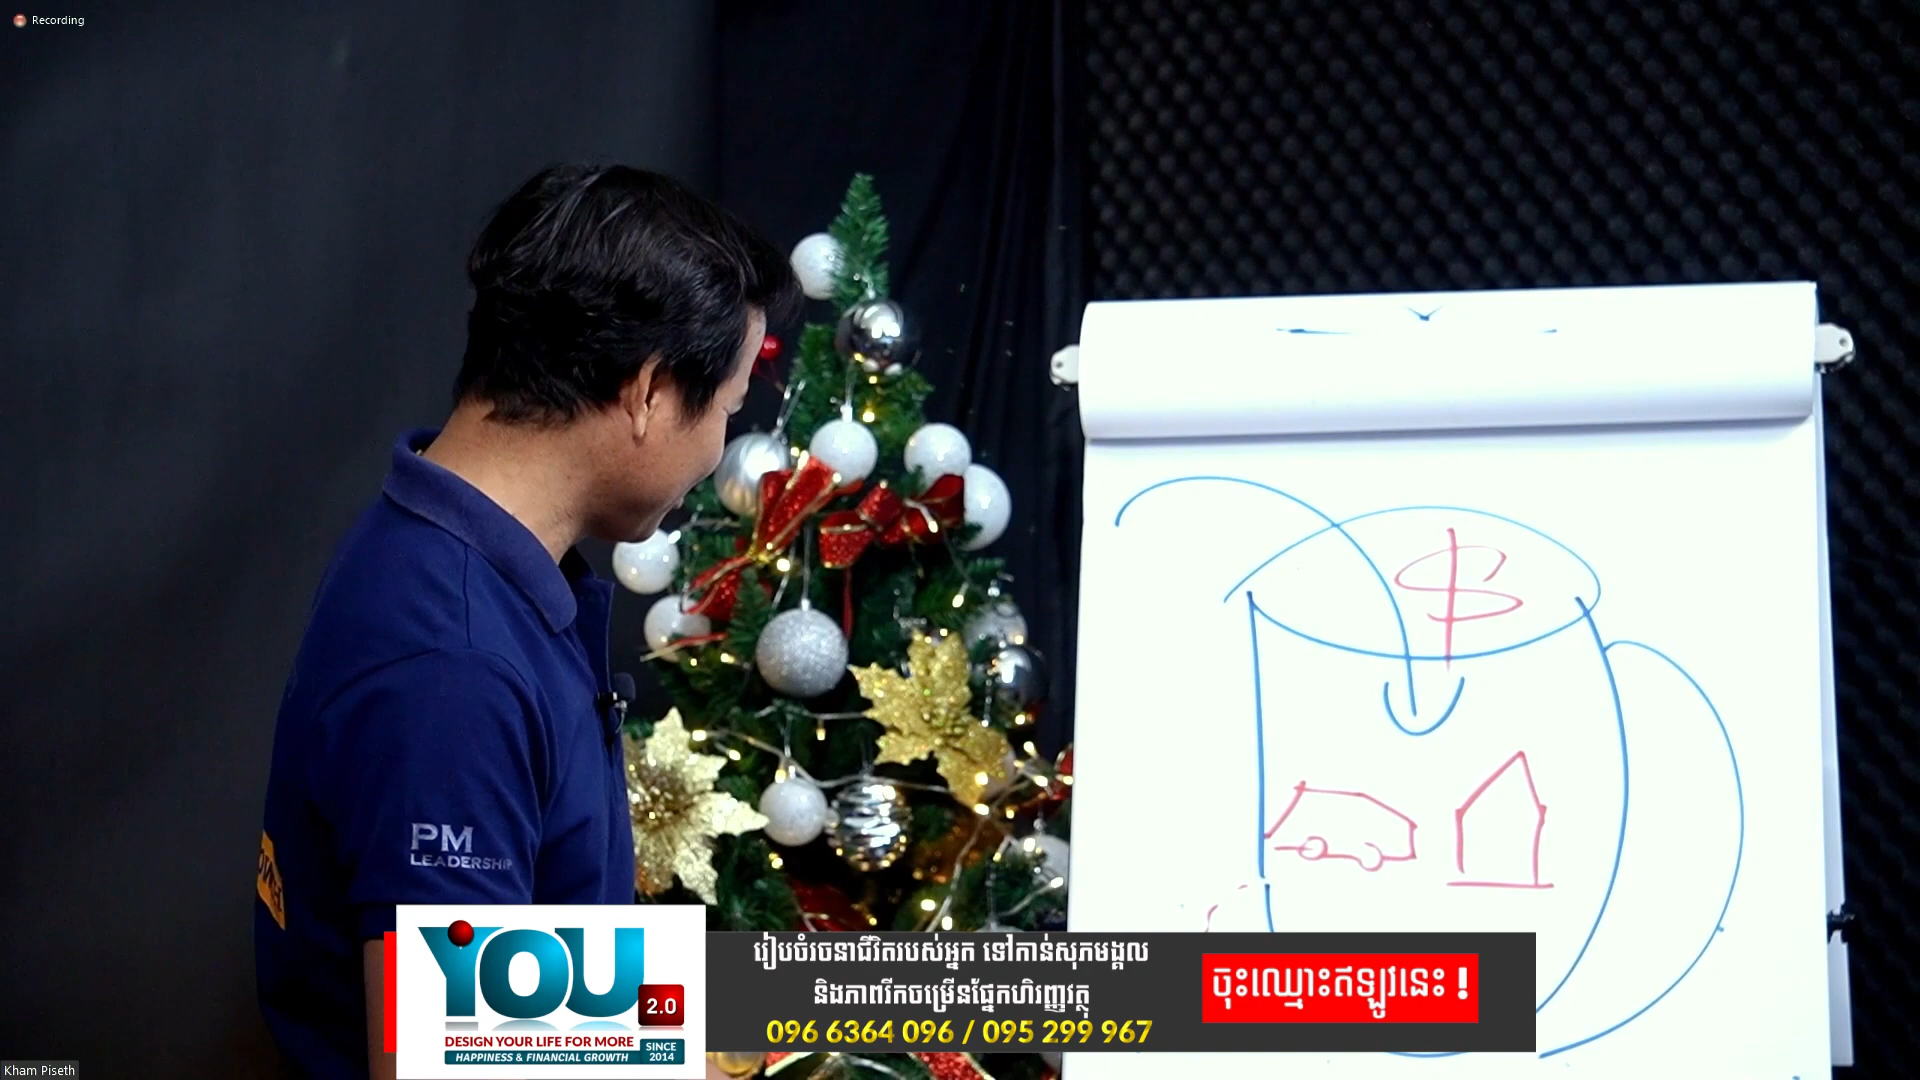 Recording
$
PM
LEADERSHIP
YOU
2.0
DESIGN YOUR LIFE FOR MORE
HAPPINESS & FINANCIAL GROWTH
SINCE
2014
រៀបចំរចនាជីវិតរបស់អ្នក ទៅកាន់សុភមង្គល
និងភាពរីកចម្រើនផ្នែកហិរញ្ញវត្ថុ
096 6364 096 / 095 299 967
ចុះឈ្មោះឥឡូវនេះ !
Kham Piseth